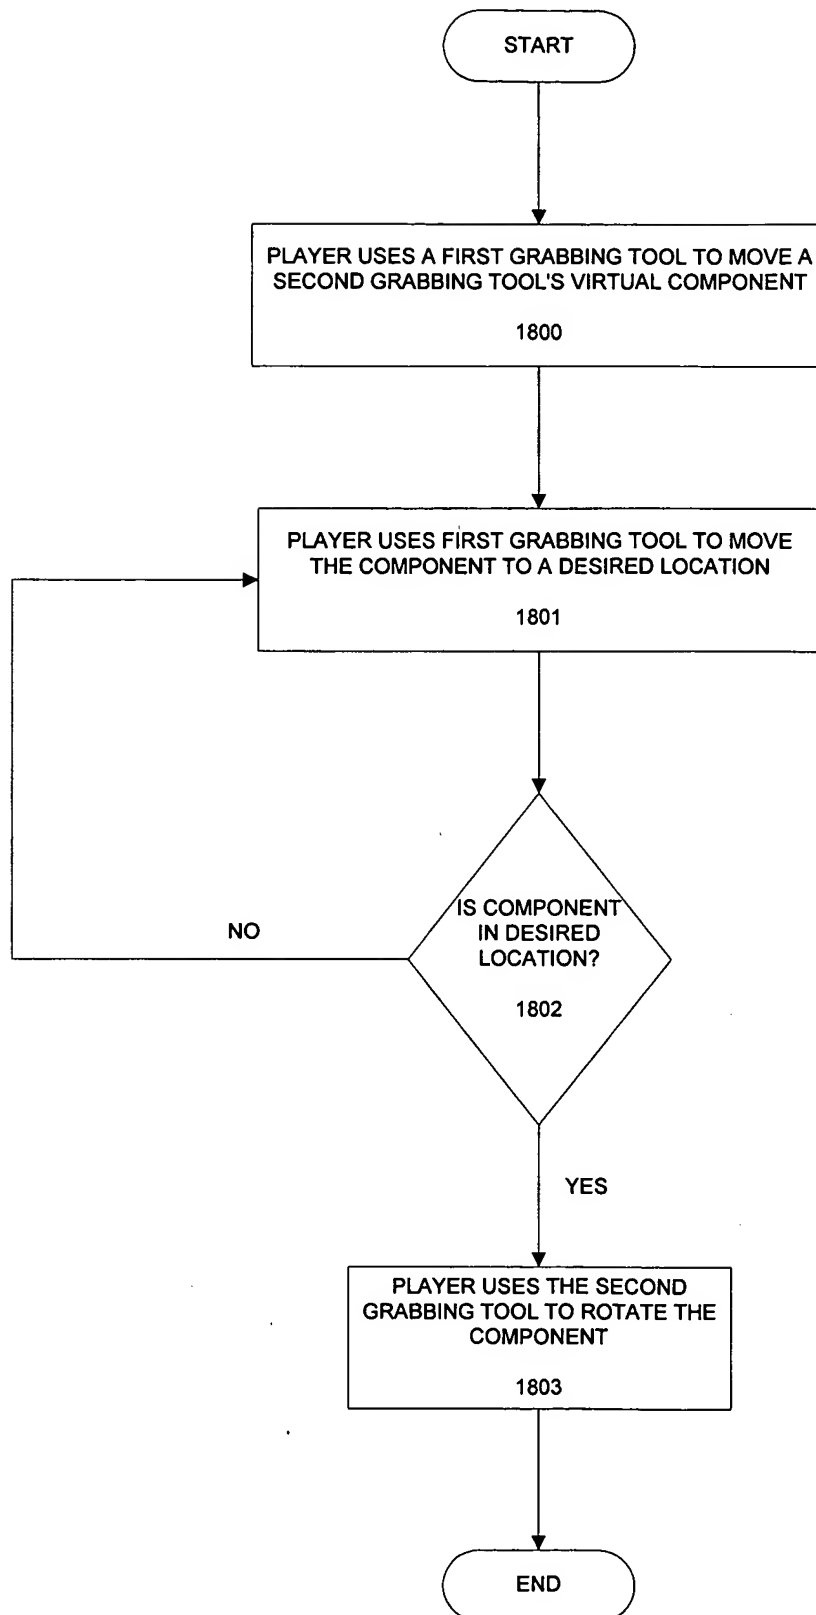 START
PLAYER USES A FIRST GRABBING TOOL TO MOVE A
SECOND GRABBING TOOL'S VIRTUAL COMPONENT
1800
PLAYER USES FIRST GRABBING TOOL TO MOVE
THE COMPONENT TO A DESIRED LOCATION
1801
IS COMPONENT
IN DESIRED
LOCATION?
1802
NO
YES
PLAYER USES THE SECOND
GRABBING TOOL TO ROTATE THE
COMPONENT
1803
END